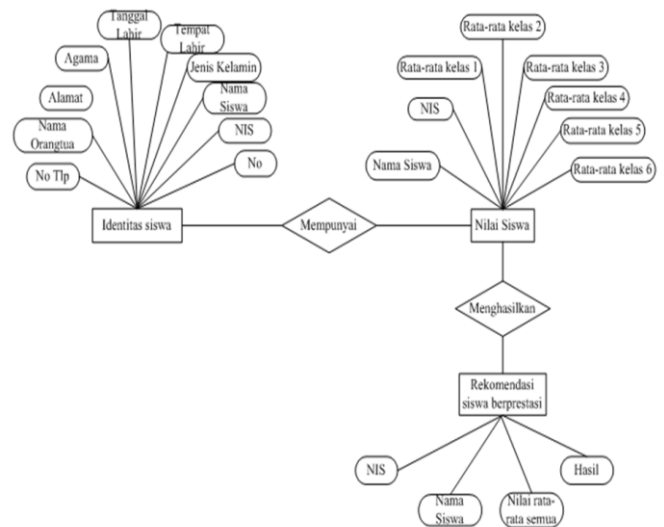 Tanggal
Lahir
Tempat
Lahir
Agama
Jenis Kelamin
Alamat
Nama
Siswa
Nama
Orangtua
NIS
No Tlp
No
Identitas siswa
Mempunyai
Rata-rata kelas 2
Rata-rata kelas 1
Rata-rata kelas 3
Rata-rata kelas 4
NIS
Rata-rata kelas 5
Nama Siswa
Rata-rata kelas 6
Nilai Siswa
Menghasilkan
Rekomendasi
siswa berprestasi
NIS
Nama
Siswa
Nilai rata-
rata semua
Hasil